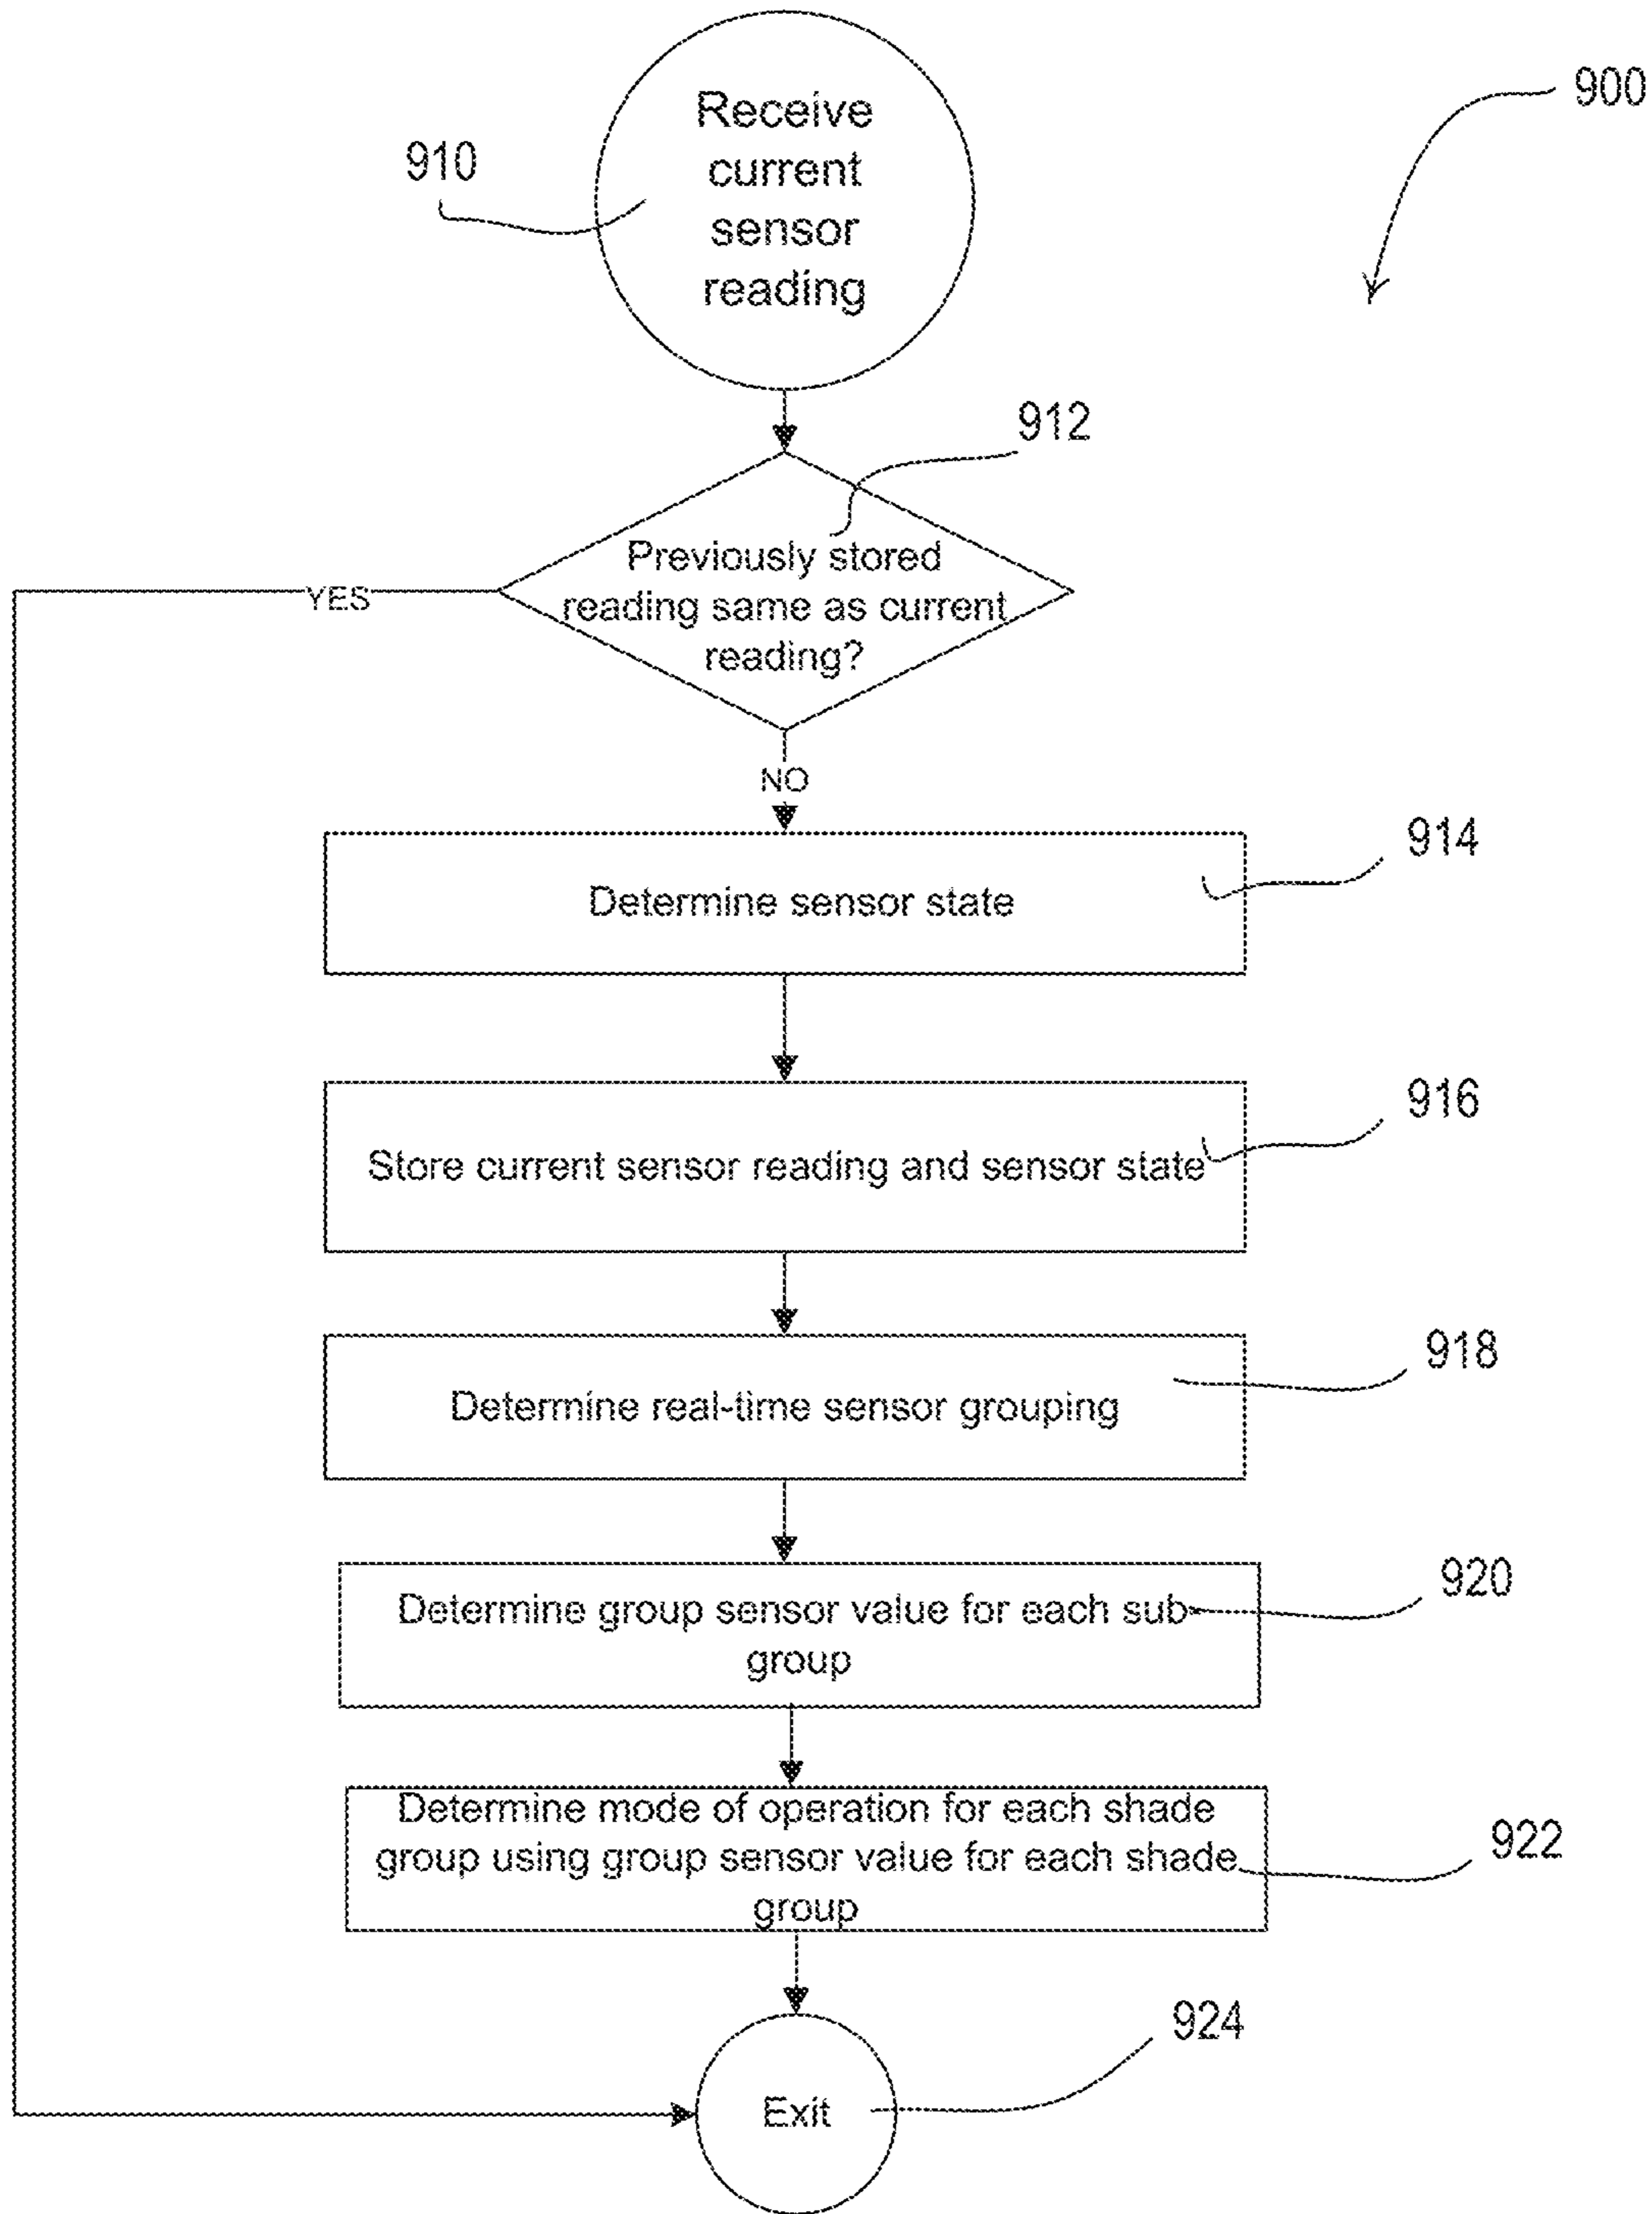 Receive
current
sensor
reading
900
910
912
Previously stored
reading same as current
reading?
YES
NO
914
Determine sensor state
916
Store current sensor reading and sensor state
918
Determine real-time sensor grouping
920
Determine group sensor value for each sub-
group
Determine mode of operation for each shade
group using group sensor value for each shade
group
922
924
Exit